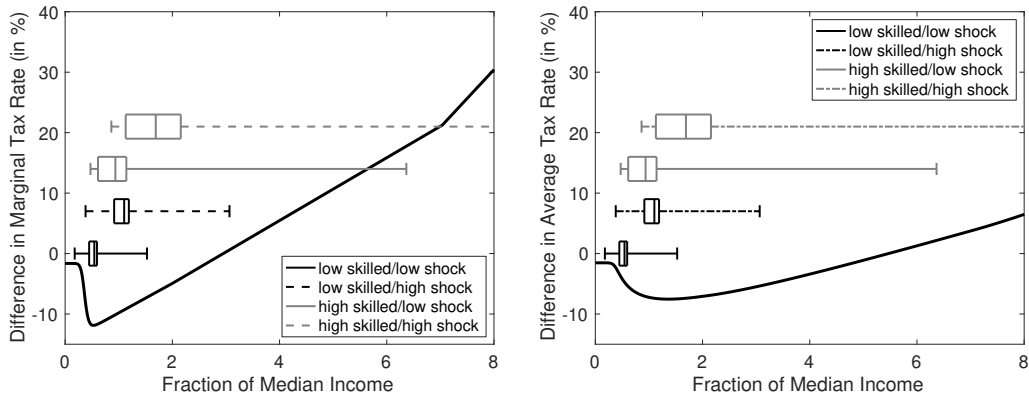 Difference in Marginal Tax Rate (in %)
40
30
20
10
0
-10
0 2 4 6 8
Fraction of Median Income
low skilled/low shock
low skilled/high shock
high skilled/low shock
high skilled/high shock
Difference in Average Tax Rate (in %)
40
30
20
10
0
-10
0 2 4 6 8
Fraction of Median Income
low skilled/low shock
low skilled/high shock
high skilled/low shock
high skilled/high shock